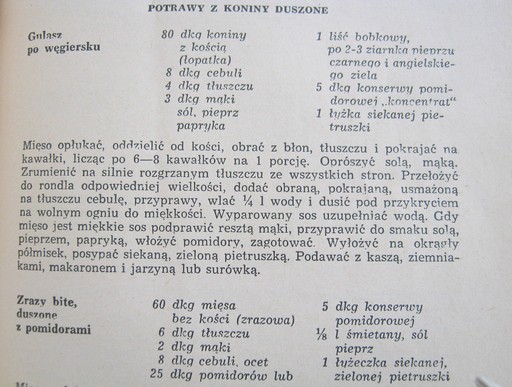 POTRAWY Z KONINY DUSZONE
Gulasz
po węgiersku
80 dkg koniny
z kością
(łopatka)
8 dkg cebuli
4 dkg tłuszczu
3 dkg mąki
sól, pieprz
papryka
1 liść bobkowy,
po 2-3 ziarnka pieprzu
czarnego i angielskie-
go ziela
5 dkg konserwy pomi-
dorowej „koncentrat“
1 łyżka siekanej pie-
truszki
Mięso opłukać, oddzielić od kości, obrać z błon, tłuszczu i pokrajać na
kawałki, licząc po 6—8 kawałków na 1 porcję. Oprószyć solą, mąką.
Zrumienić na silnie rozgrzanym tłuszczu ze wszystkich stron. Przełożyć
do rondla odpowiedniej wielkości, dodać obraną, pokrajaną, usmażoną
na tłuszczu cebulę, przyprawy, wlać ¼ l wody i dusić pod przykryciem
na wolnym ogniu do miękkości. Wyparowany sos uzupełniać wodą. Gdy
mięso jest miękkie sos podprawić resztą mąki, przyprawić do smaku solą,
pieprzem, papryką, włożyć pomidory, zagotować. Wyłożyć na okrągły
półmisek, posypać siekaną, zieloną pietruszką. Podawać z kaszą, ziemnia-
kami, makaronem i jarzyną lub surówką.
Zrazy bite,
duszone
z pomidorami
60 dkg mięsa
bez kości (zrazowa)
6 dkg tłuszczu
2 dkg mąki
8 dkg cebuli, ocet
25 dkg pomidorów lub
5 dkg konserwy
pomidorowej
⅛ l śmietany, sól
pieprz
1 łyżeczka siekanej,
zielonej pietruszki